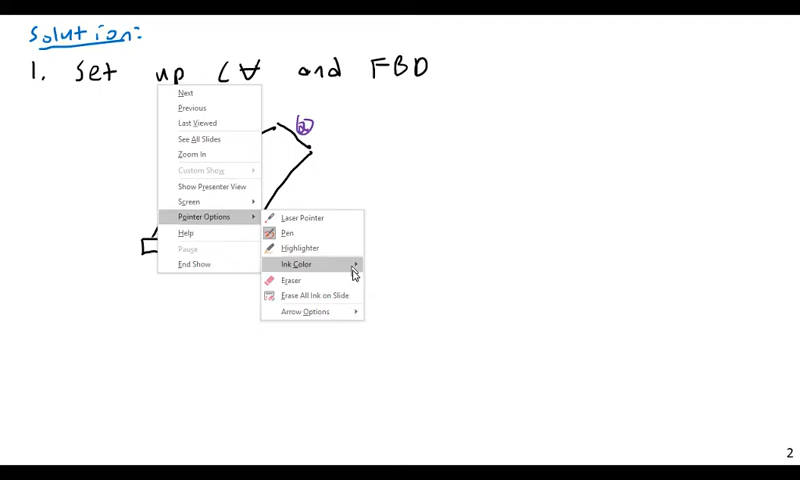 Solution:
1. Set up C∀ and FBD
2
Next
Previous
Last Viewed
See All Slides
Zoom In
Custom Show
Show Presenter View
Screen
Pointer Options
Help
Pause
End Show
Laser Pointer
Pen
Highlighter
Ink Color
Eraser
Erase All Ink on Slide
Arrow Options
2